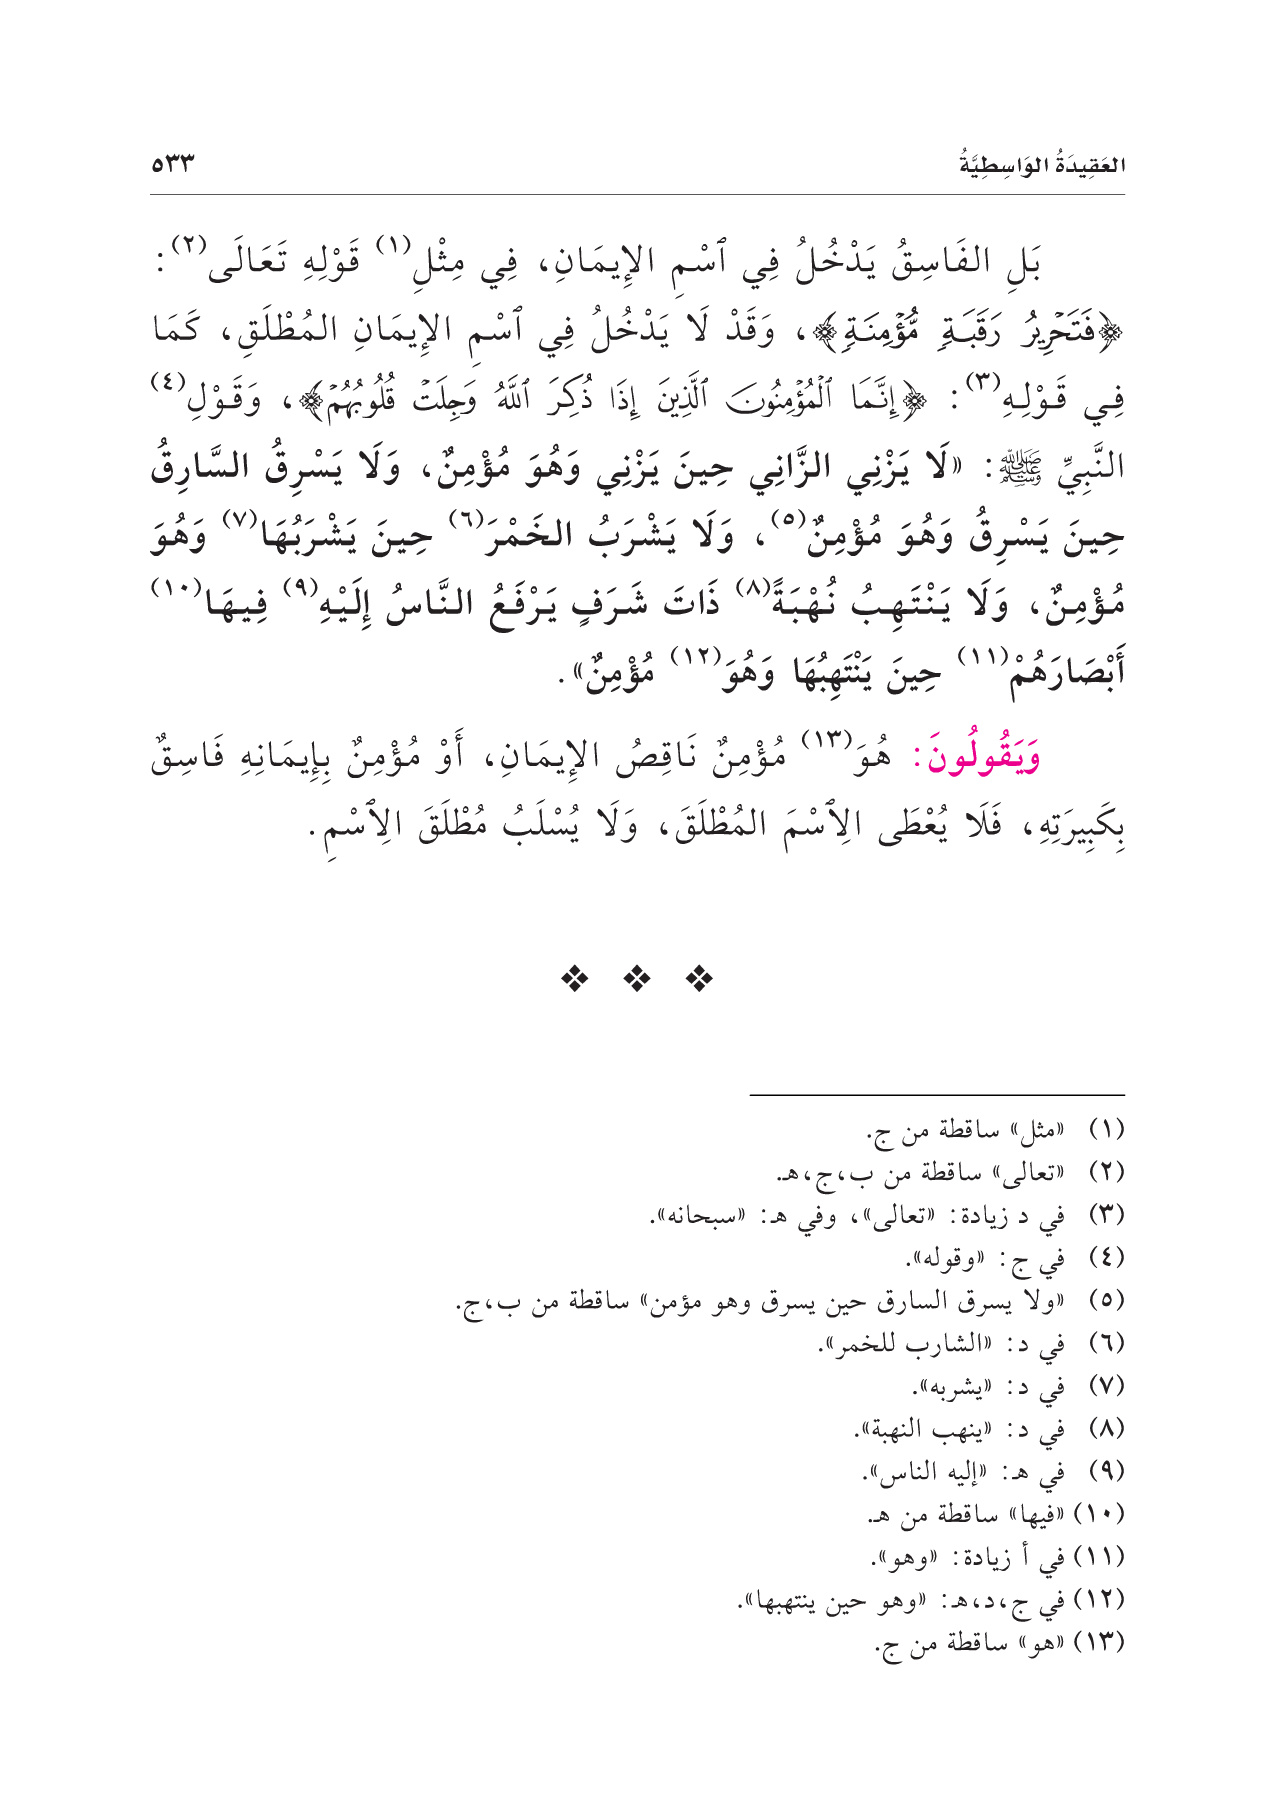 العَقِيدَةُ الوَاسِطِيَّةُ ٥٣٣
بَلِ الفَاسِقُ يَدْخُلُ فِي ٱسْمِ الإِيمَانِ، فِي مِثْلِ(١) قَوْلِهِ تَعَالَى(٢):
﴿فَتَحْرِيرُ رَقَبَةٍ مُّؤْمِنَةٍ﴾، وَقَدْ لَا يَدْخُلُ فِي ٱسْمِ الإِيمَانِ المُطْلَقِ، كَمَا
فِي قَوْلِهِ(٣): ﴿إِنَّمَا ٱلْمُؤْمِنُونَ ٱلَّذِينَ إِذَا ذُكِرَ ٱللَّهُ وَجِلَتْ قُلُوبُهُمْ﴾، وَقَوْلِ(٤)
النَّبِيِّ ﷺ: «لَا يَزْنِي الزَّانِي حِينَ يَزْنِي وَهُوَ مُؤْمِنٌ، وَلَا يَسْرِقُ السَّارِقُ
حِينَ يَسْرِقُ وَهُوَ مُؤْمِنٌ(٥)، وَلَا يَشْرَبُ الخَمْرَ(٦) حِينَ يَشْرَبُهَا(٧) وَهُوَ
مُؤْمِنٌ، وَلَا يَنْتَهِبُ نُهْبَةً(٨) ذَاتَ شَرَفٍ يَرْفَعُ النَّاسُ إِلَيْهِ(٩) فِيهَا(١٠)
أَبْصَارَهُمْ(١١) حِينَ يَنْتَهِبُهَا وَهُوَ(١٢) مُؤْمِنٌ».
وَيَقُولُونَ: هُوَ(١٣) مُؤْمِنٌ نَاقِصُ الإِيمَانِ، أَوْ مُؤْمِنٌ بِإِيمَانِهِ فَاسِقٌ
بِكَبِيرَتِهِ، فَلَا يُعْطَى الِٱسْمَ المُطْلَقَ، وَلَا يُسْلَبُ مُطْلَقَ الِٱسْمِ.
(١) «مثل» ساقطة من ج.
(٢) «تعالى» ساقطة من ب،ج،هـ.
(٣) في د زيادة: «تعالى»، وفي هـ: «سبحانه».
(٤) في ج: «وقوله».
(٥) «ولا يسرق السارق حين يسرق وهو مؤمن» ساقطة من ب،ج.
(٦) في د: «الشارب للخمر».
(٧) في د: «يشربه».
(٨) في د: «ينهب النهبة».
(٩) في هـ: «إليه الناس».
(١٠) «فيها» ساقطة من هـ.
(١١) في أ زيادة: «وهو».
(١٢) في ج،د،هـ: «وهو حين ينتهبها».
(١٣) «هو» ساقطة من ج.